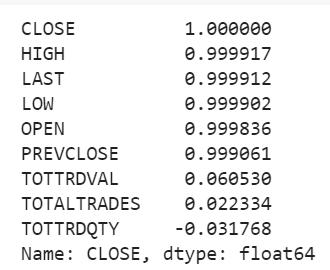 CLOSE 1.000000
HIGH 0.999917
LAST 0.999912
LOW 0.999902
OPEN 0.999836
PREVCLOSE 0.999061
TOTTRDVAL 0.060530
TOTALTRADES 0.022334
TOTTRDQTY -0.031768
Name: CLOSE, dtype: float64